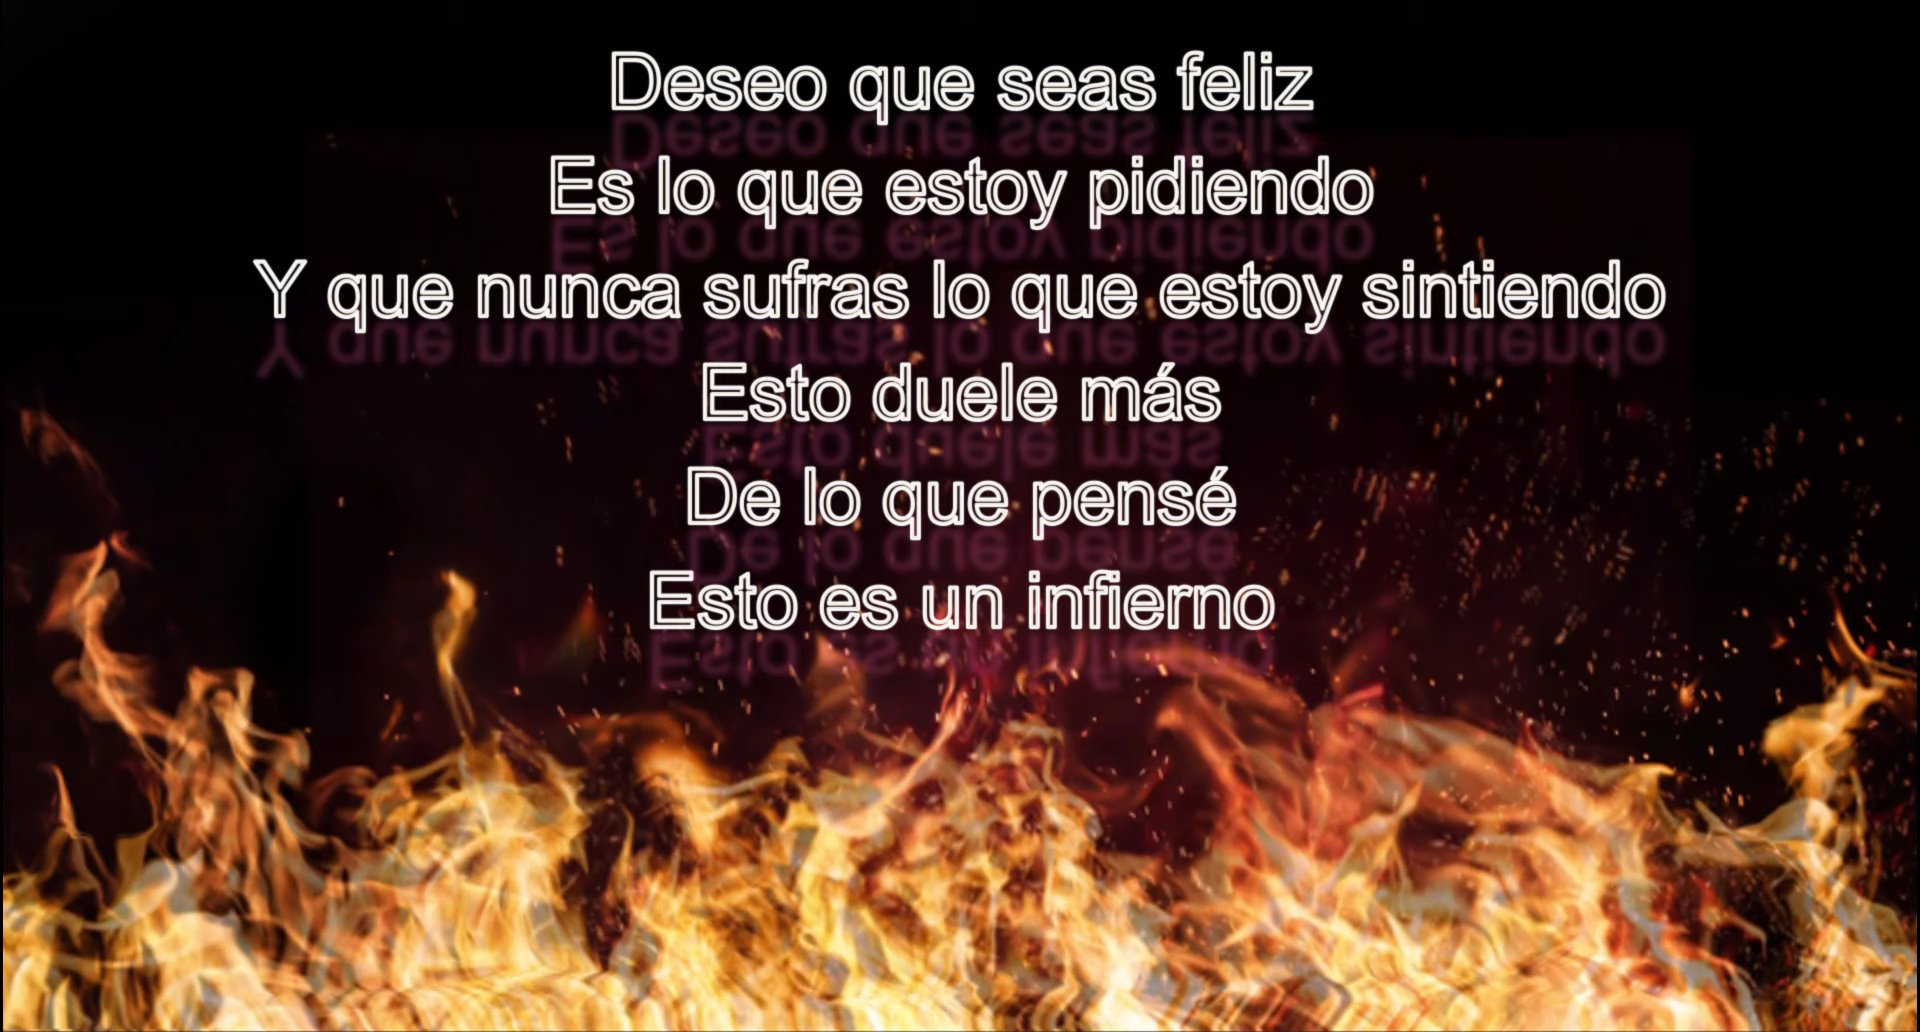 Deseo que seas feliz
Es lo que estoy pidiendo
Y que nunca sufras lo que estoy sintiendo
Esto duele más
De lo que pensé
Esto es un infierno